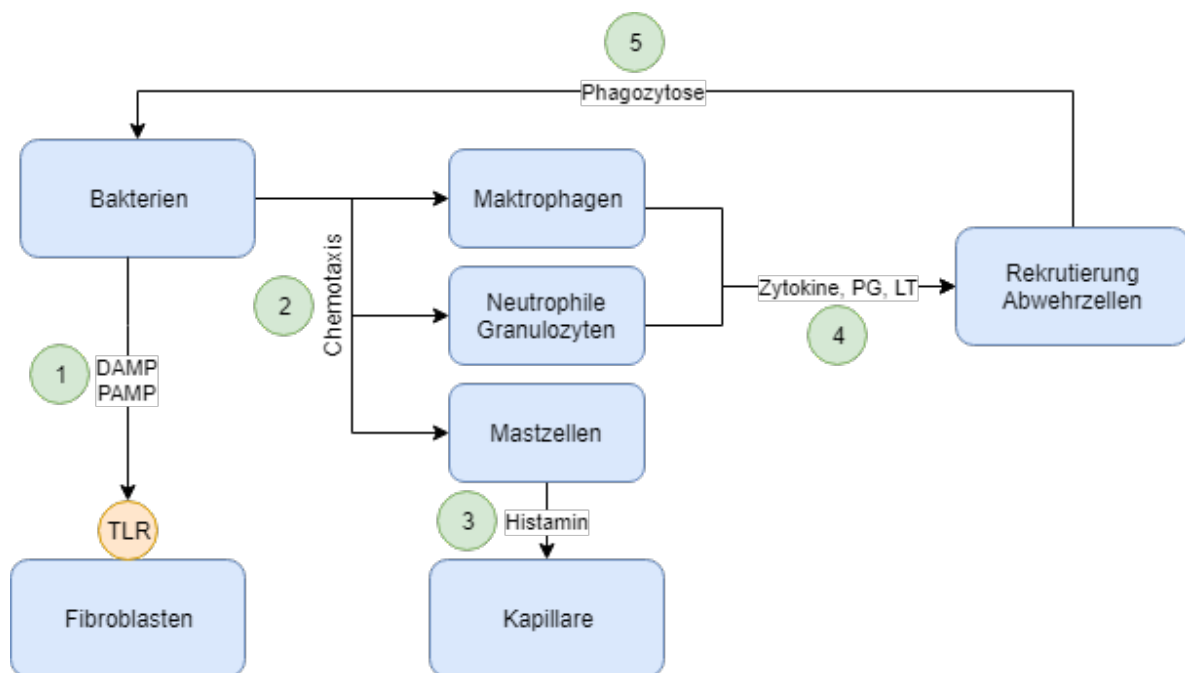 5
Phagozytose
Bakterien
Maktrophagen
Chemotaxis
2
Neutrophile
Granulozyten
Zytokine, PG, LT
4
Rekrutierung
Abwehrzellen
1
DAMP
PAMP
Mastzellen
3
Histamin
TLR
Fibroblasten
Kapillare